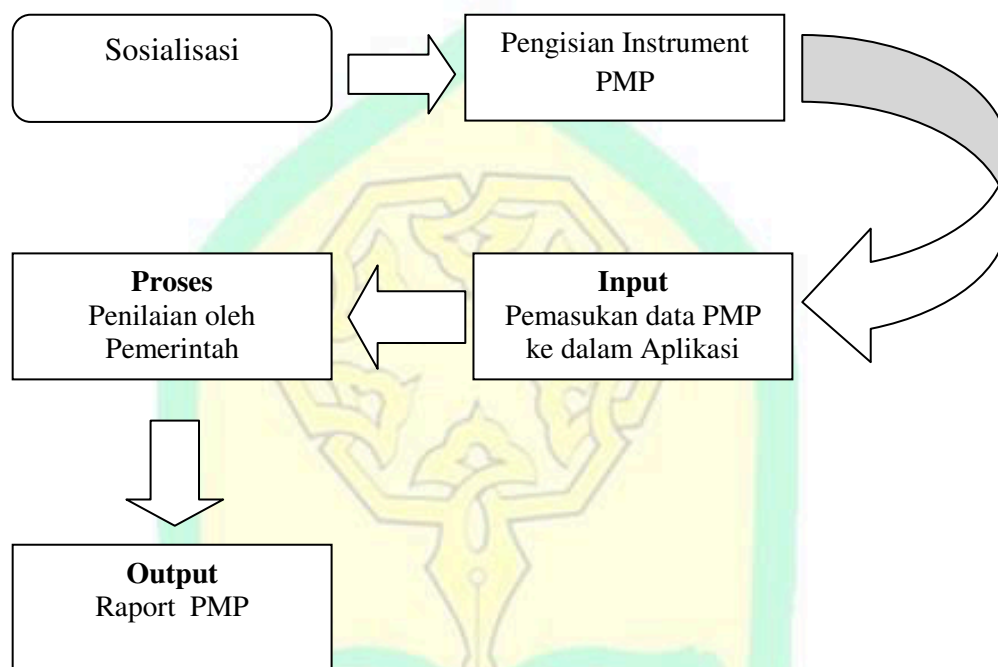 Sosialisasi
Pengisian Instrument
PMP
Input
Pemasukan data PMP
ke dalam Aplikasi
Proses
Penilaian oleh
Pemerintah
Output
Raport PMP